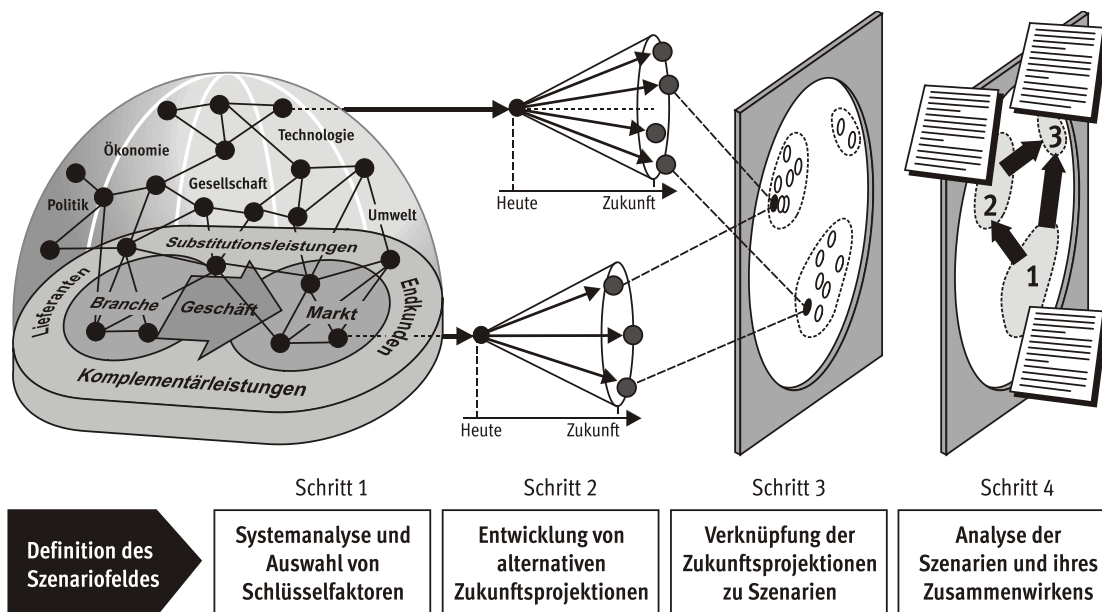 Ökonomie
Technologie
Gesellschaft
Politik
Umwelt
Substitutionsleistungen
Lieferanten
Branche
Geschäft
Markt
Endkunden
Komplementärleistungen
Heute
Zukunft
Heute
Zukunft
2
3
1
Schritt 1
Schritt 2
Schritt 3
Schritt 4
Definition des
Szenariofeldes
Systemanalyse und
Auswahl von
Schlüsselfaktoren
Entwicklung von
alternativen
Zukunftsprojektionen
Verknüpfung der
Zukunftsprojektionen
zu Szenarien
Analyse der
Szenarien und ihres
Zusammenwirkens